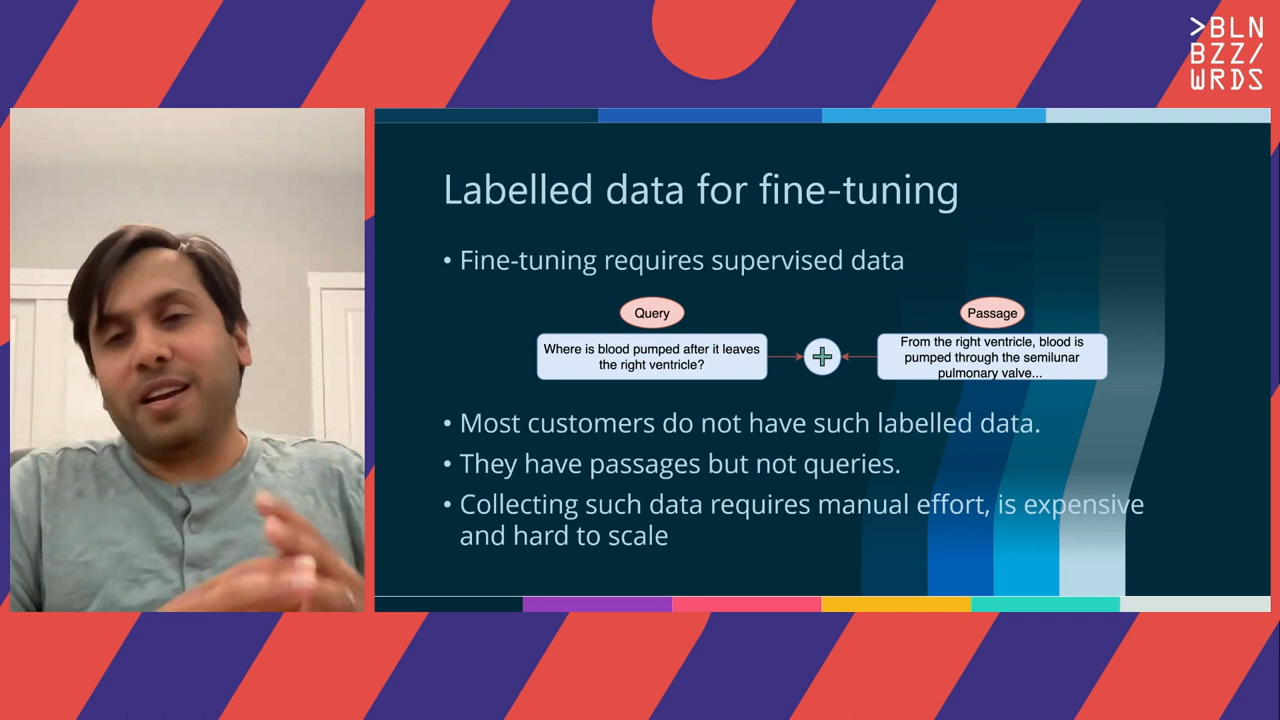 >BLN
BZZ/
WRDS
Labelled data for fine-tuning
• Fine-tuning requires supervised data
Query
Where is blood pumped after it leaves
the right ventricle?
Passage
From the right ventricle, blood is
pumped through the semilunar
pulmonary valve...
• Most customers do not have such labelled data.
• They have passages but not queries.
• Collecting such data requires manual effort, is expensive
and hard to scale